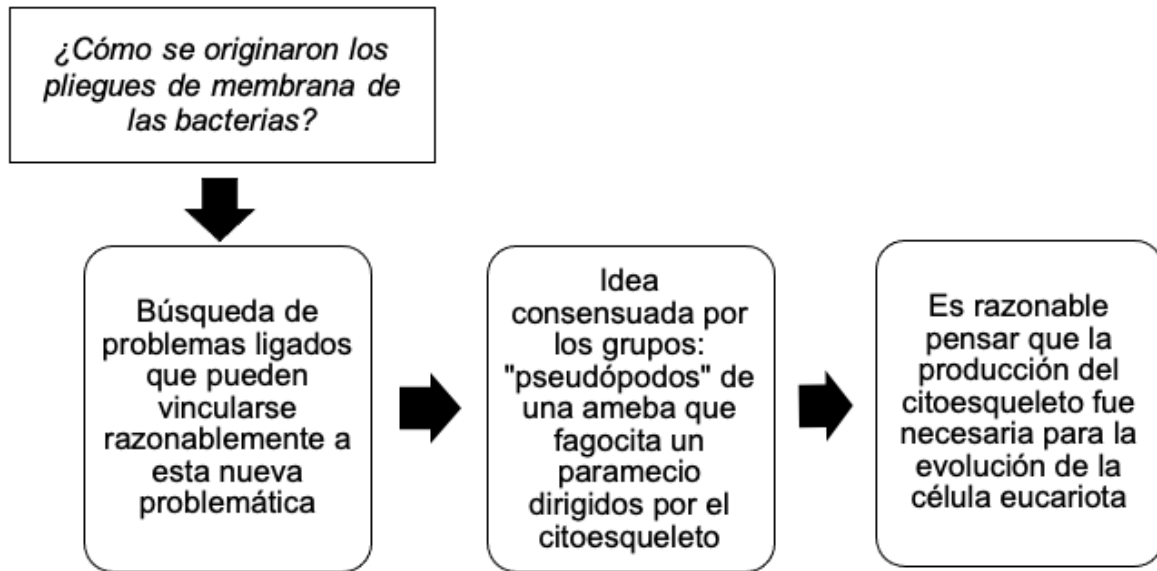 ¿Cómo se originaron los
pliegues de membrana de
las bacterias?
Búsqueda de
problemas ligados
que pueden
vincularse
razonablemente a
esta nueva
problemática
Idea
consensuada por
los grupos:
"pseudópodos" de
una ameba que
fagocita un
paramecio
dirigidos por el
citoesqueleto
Es razonable
pensar que la
producción del
citoesqueleto fue
necesaria para la
evolución de la
célula eucariota